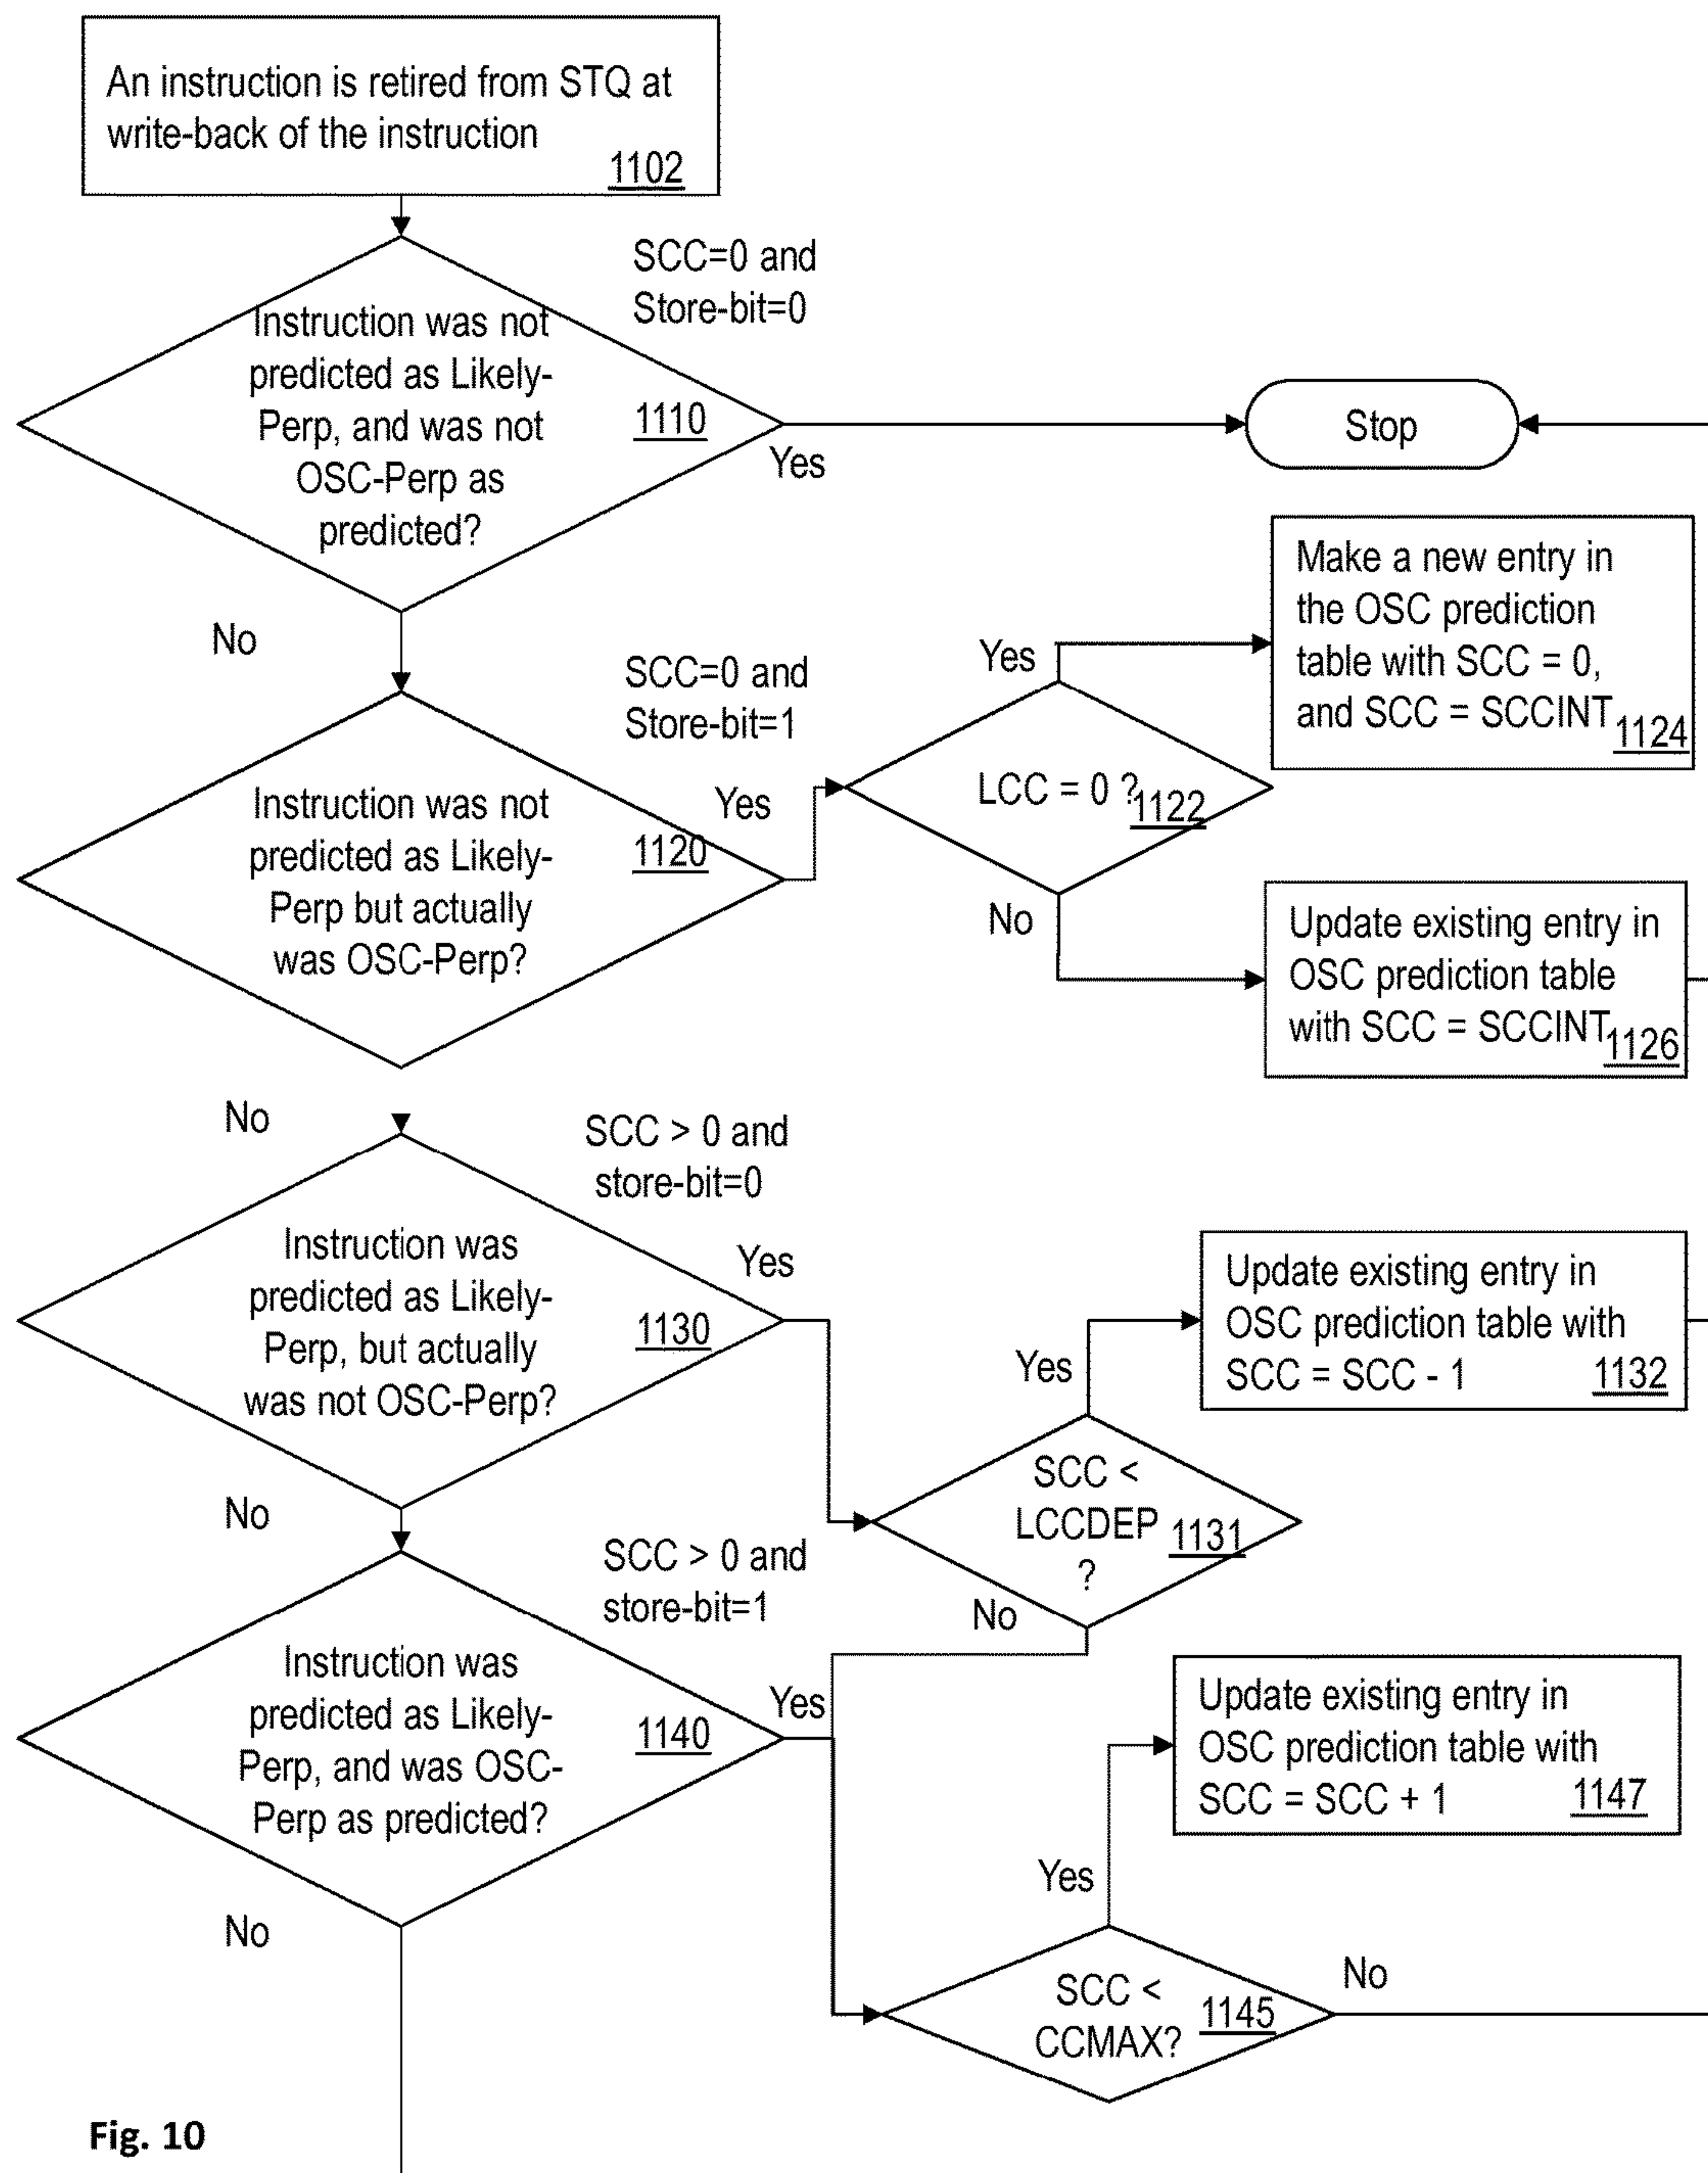 An instruction is retired from STQ at
write-back of the instruction
1102
SCC=0 and
Store-bit=0
Instruction was not
predicted as Likely-
Perp, and was not
OSC-Perp as
predicted?
1110
Yes
Stop
No
Make a new entry in
the OSC prediction
table with SCC = 0,
and SCC = SCCINT
1124
SCC=0 and
Store-bit=1
Yes
Instruction was not
predicted as Likely-
Perp but actually
was OSC-Perp?
1120
Yes
LCC = 0 ?
1122
No
Update existing entry in
OSC prediction table
with SCC = SCCINT
1126
No
SCC > 0 and
store-bit=0
Instruction was
predicted as Likely-
Perp, but actually
was not OSC-Perp?
1130
Yes
Update existing entry in
OSC prediction table with
SCC = SCC - 1
1132
Yes
SCC <
LCCDEP
?
1131
No
No
SCC > 0 and
store-bit=1
Instruction was
predicted as Likely-
Perp, and was OSC-
Perp as predicted?
1140
Yes
Update existing entry in
OSC prediction table with
SCC = SCC + 1
1147
Yes
No
SCC <
CCMAX?
1145
No
Fig. 10